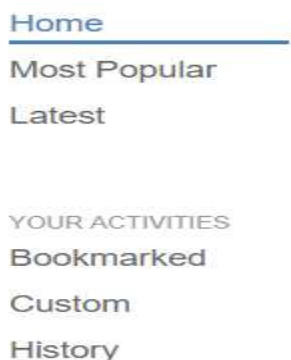 Home
Most Popular
Latest
YOUR ACTIVITIES
Bookmarked
Custom
History